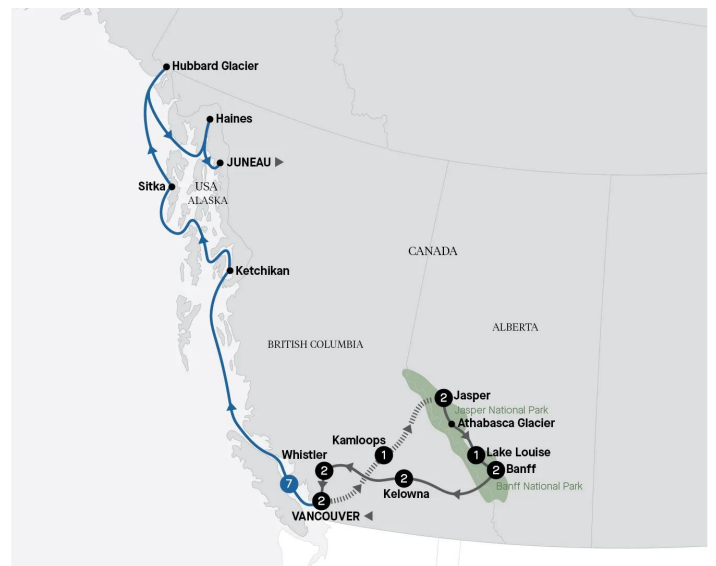 Hubbard Glacier
Haines
JUNEAU
Sitka
USA
ALASKA
Ketchikan
CANADA
ALBERTA
BRITISH COLUMBIA
2
Jasper
Jasper National Park
Athabasca Glacier
Kamloops
1
1
Lake Louise
Whistler
2
2
Banff
2
Kelowna
Banff National Park
7
2
VANCOUVER